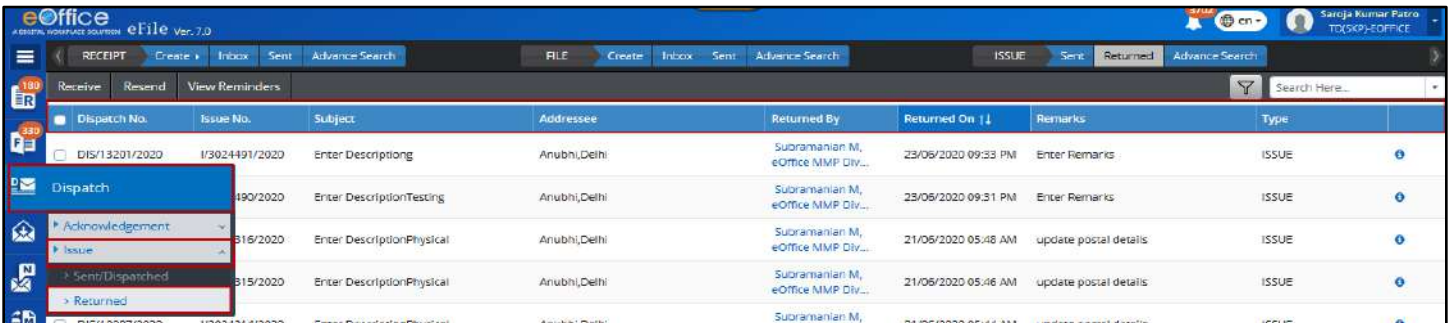 eOffice
A DIGITAL WORKPLACE SOLUTION eFile Ver. 7.0
3702 en Saroja Kumar Patro
TD(SKP)-EOFFICE
RECEIPT Create Inbox Sent Advance Search FILE Create Inbox Sent Advance Search ISSUE Sent Returned Advance Search
180 R Receive Resend View Reminders Search Here...
Dispatch No. Issue No. Subject Addressee Returned By Returned On Remarks Type
330 F
DIS/13201/2020 I/3024491/2020 Enter Descriptiong Anubhi,Delhi Subramanian M, eOffice MMP Div... 23/06/2020 09:33 PM Enter Remarks ISSUE
D Dispatch
490/2020 Enter DescriptionTesting Anubhi,Delhi Subramanian M, eOffice MMP Div... 23/06/2020 09:31 PM Enter Remarks ISSUE
Acknowledgement
Issue
316/2020 Enter DescriptionPhysical Anubhi,Delhi Subramanian M, eOffice MMP Div... 21/06/2020 05:48 AM update postal details ISSUE
N
> Sent/Dispatched
> Returned
315/2020 Enter DescriptionPhysical Anubhi,Delhi Subramanian M, eOffice MMP Div... 21/06/2020 05:46 AM update postal details ISSUE
Subramanian M,